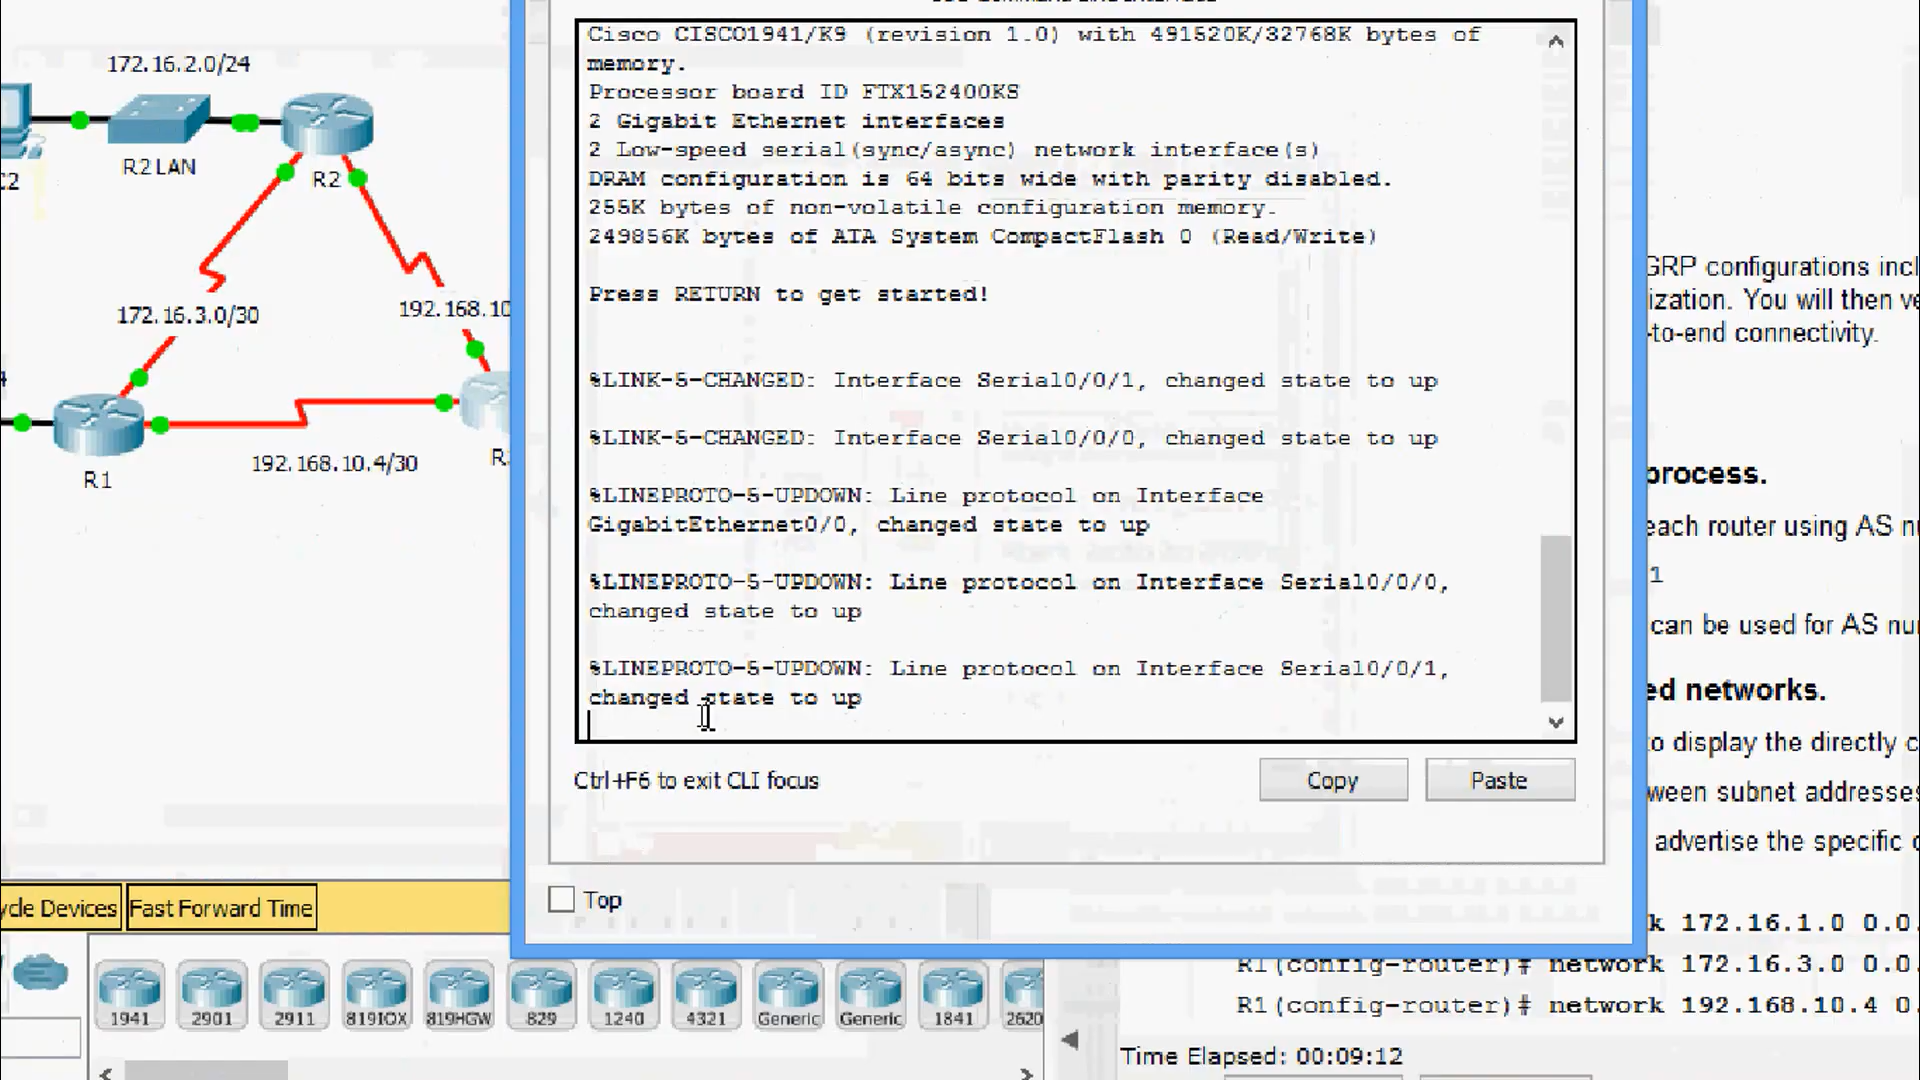 172.16.2.0/24
R2 LAN
R2
172.16.3.0/30
192.168.10
R1
192.168.10.4/30
Cisco CISCO1941/K9 (revision 1.0) with 491520K/32768K bytes of
memory.
Processor board ID FTX152400KS
2 Gigabit Ethernet interfaces
2 Low-speed serial(sync/async) network interface(s)
DRAM configuration is 64 bits wide with parity disabled.
255K bytes of non-volatile configuration memory.
249856K bytes of ATA System CompactFlash 0 (Read/Write)
Press RETURN to get started!
%LINK-5-CHANGED: Interface Serial0/0/1, changed state to up
%LINK-5-CHANGED: Interface Serial0/0/0, changed state to up
%LINEPROTO-5-UPDOWN: Line protocol on Interface
GigabitEthernet0/0, changed state to up
%LINEPROTO-5-UPDOWN: Line protocol on Interface Serial0/0/0,
changed state to up
%LINEPROTO-5-UPDOWN: Line protocol on Interface Serial0/0/1,
changed state to up
Ctrl+F6 to exit CLI focus
Copy
Paste
Top
GRP configurations incl
ization. You will then ve
-to-end connectivity.
process.
each router using AS nu
1
can be used for AS nu
ed networks.
to display the directly c
ween subnet addresses
advertise the specific c
k 172.16.1.0 0.0.
R1(config-router)# network 172.16.3.0 0.0.
R1(config-router)# network 192.168.10.4 0.
Time Elapsed: 00:09:12
ycle Devices
Fast Forward Time
1941
2901
2911
819IOX
819HGW
829
1240
4321
Generic
Generic
1841
2620